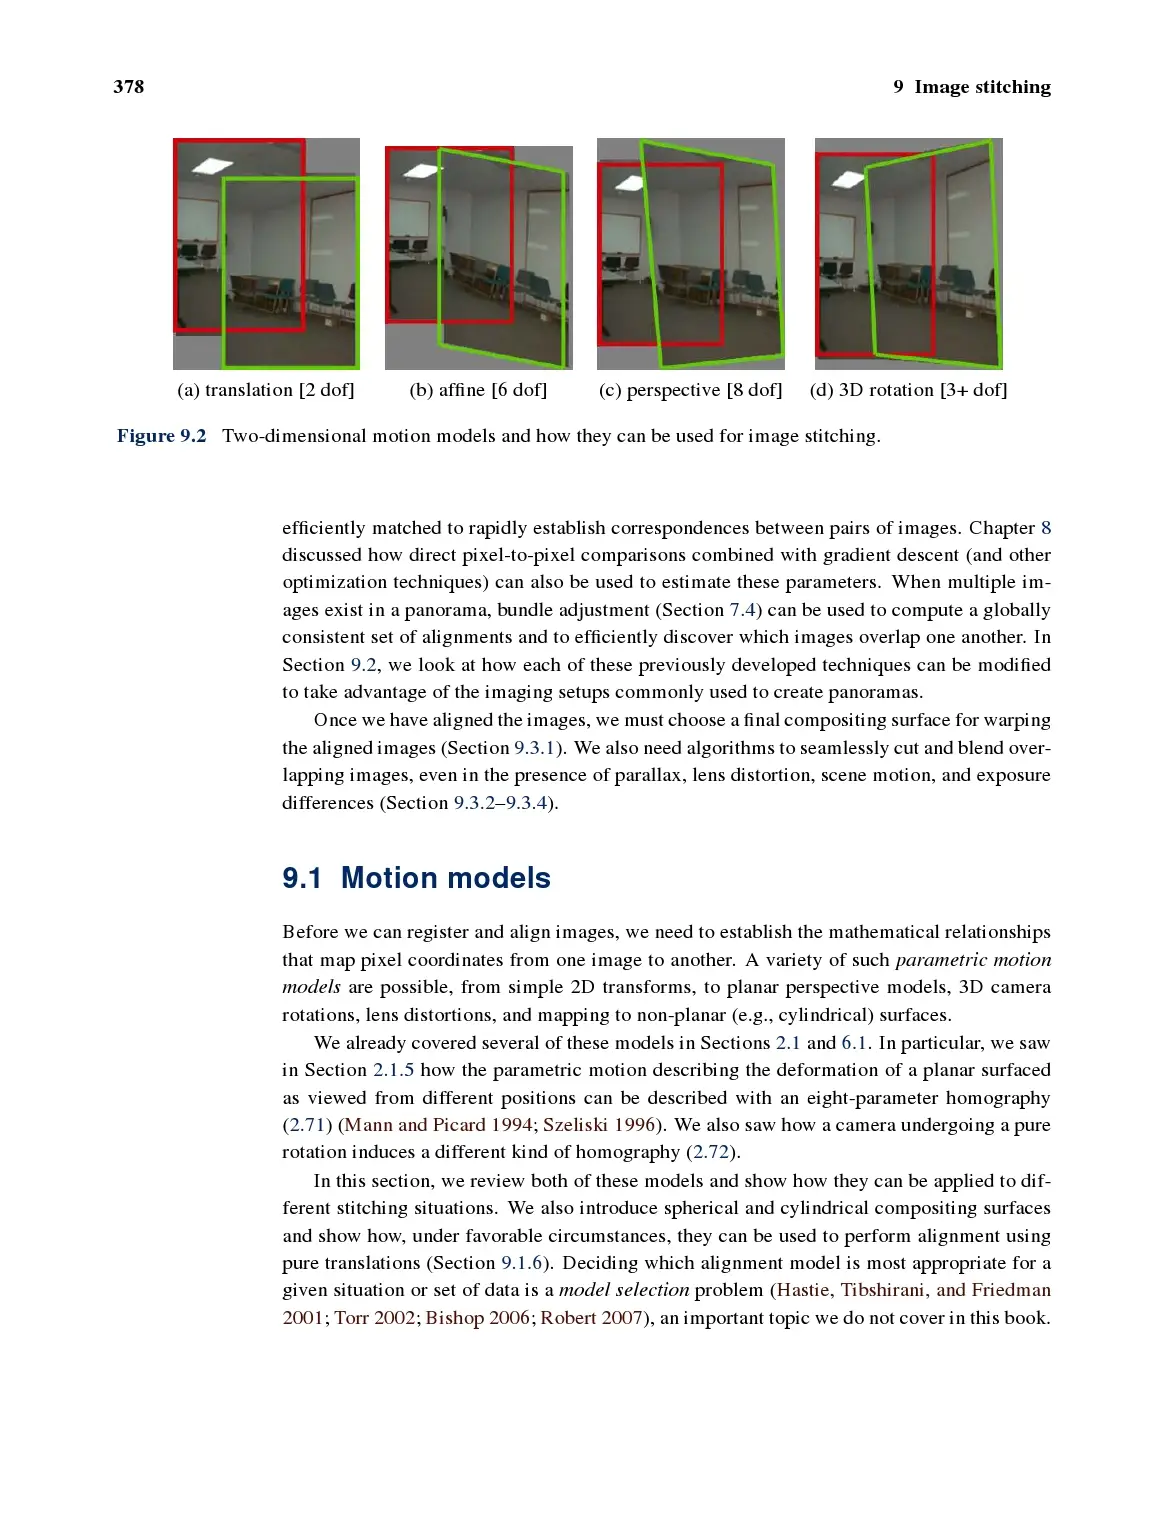 378
9 Image stitching
(a) translation [2 dof]
(b) affine [6 dof]
(c) perspective [8 dof]
(d) 3D rotation [3+ dof]
Figure 9.2 Two-dimensional motion models and how they can be used for image stitching.
efficiently matched to rapidly establish correspondences between pairs of images. Chapter 8
discussed how direct pixel-to-pixel comparisons combined with gradient descent (and other
optimization techniques) can also be used to estimate these parameters. When multiple im-
ages exist in a panorama, bundle adjustment (Section 7.4) can be used to compute a globally
consistent set of alignments and to efficiently discover which images overlap one another. In
Section 9.2, we look at how each of these previously developed techniques can be modified
to take advantage of the imaging setups commonly used to create panoramas.
Once we have aligned the images, we must choose a final compositing surface for warping
the aligned images (Section 9.3.1). We also need algorithms to seamlessly cut and blend over-
lapping images, even in the presence of parallax, lens distortion, scene motion, and exposure
differences (Section 9.3.2–9.3.4).
9.1 Motion models
Before we can register and align images, we need to establish the mathematical relationships
that map pixel coordinates from one image to another. A variety of such parametric motion
models are possible, from simple 2D transforms, to planar perspective models, 3D camera
rotations, lens distortions, and mapping to non-planar (e.g., cylindrical) surfaces.
We already covered several of these models in Sections 2.1 and 6.1. In particular, we saw
in Section 2.1.5 how the parametric motion describing the deformation of a planar surfaced
as viewed from different positions can be described with an eight-parameter homography
(2.71) (Mann and Picard 1994; Szeliski 1996). We also saw how a camera undergoing a pure
rotation induces a different kind of homography (2.72).
In this section, we review both of these models and show how they can be applied to dif-
ferent stitching situations. We also introduce spherical and cylindrical compositing surfaces
and show how, under favorable circumstances, they can be used to perform alignment using
pure translations (Section 9.1.6). Deciding which alignment model is most appropriate for a
given situation or set of data is a model selection problem (Hastie, Tibshirani, and Friedman
2001; Torr 2002; Bishop 2006; Robert 2007), an important topic we do not cover in this book.